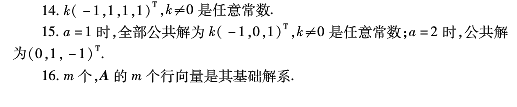 14. k(-1,1,1,1)ᵀ,k≠0 是任意常数.
15. a=1 时,全部公共解为 k(-1,0,1)ᵀ,k≠0 是任意常数;a=2 时,公共解
为(0,1,-1)ᵀ.
16. m 个,A 的 m 个行向量是其基础解系.